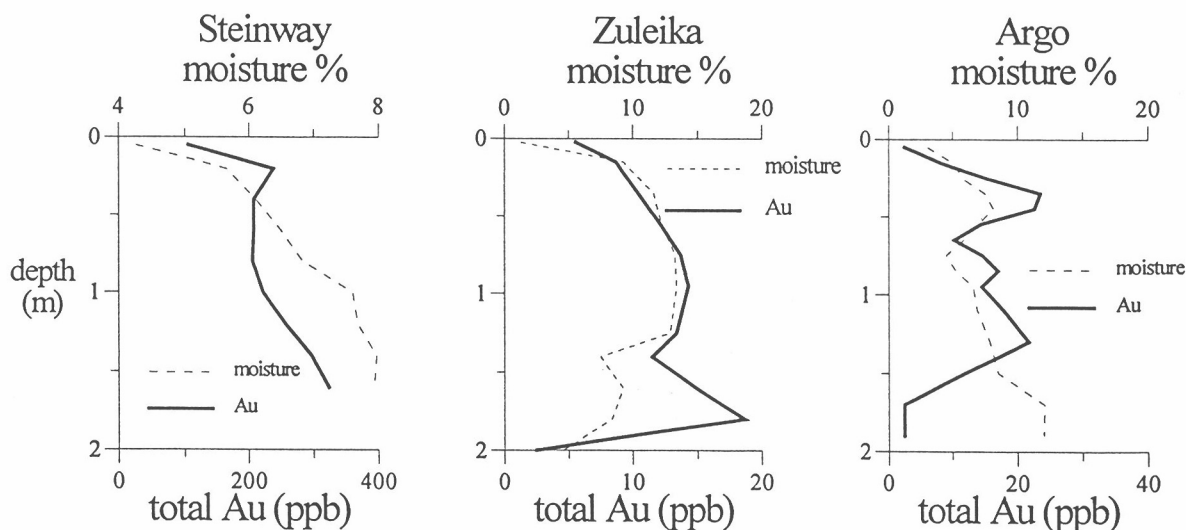 Steinway
moisture %
4 6 8
0
1
2
depth
(m)
moisture
Au
0 200 400
total Au (ppb)
Zuleika
moisture %
0 10 20
0
1
2
moisture
Au
0 10 20
total Au (ppb)
Argo
moisture %
0 10 20
0
1
2
moisture
Au
0 20 40
total Au (ppb)